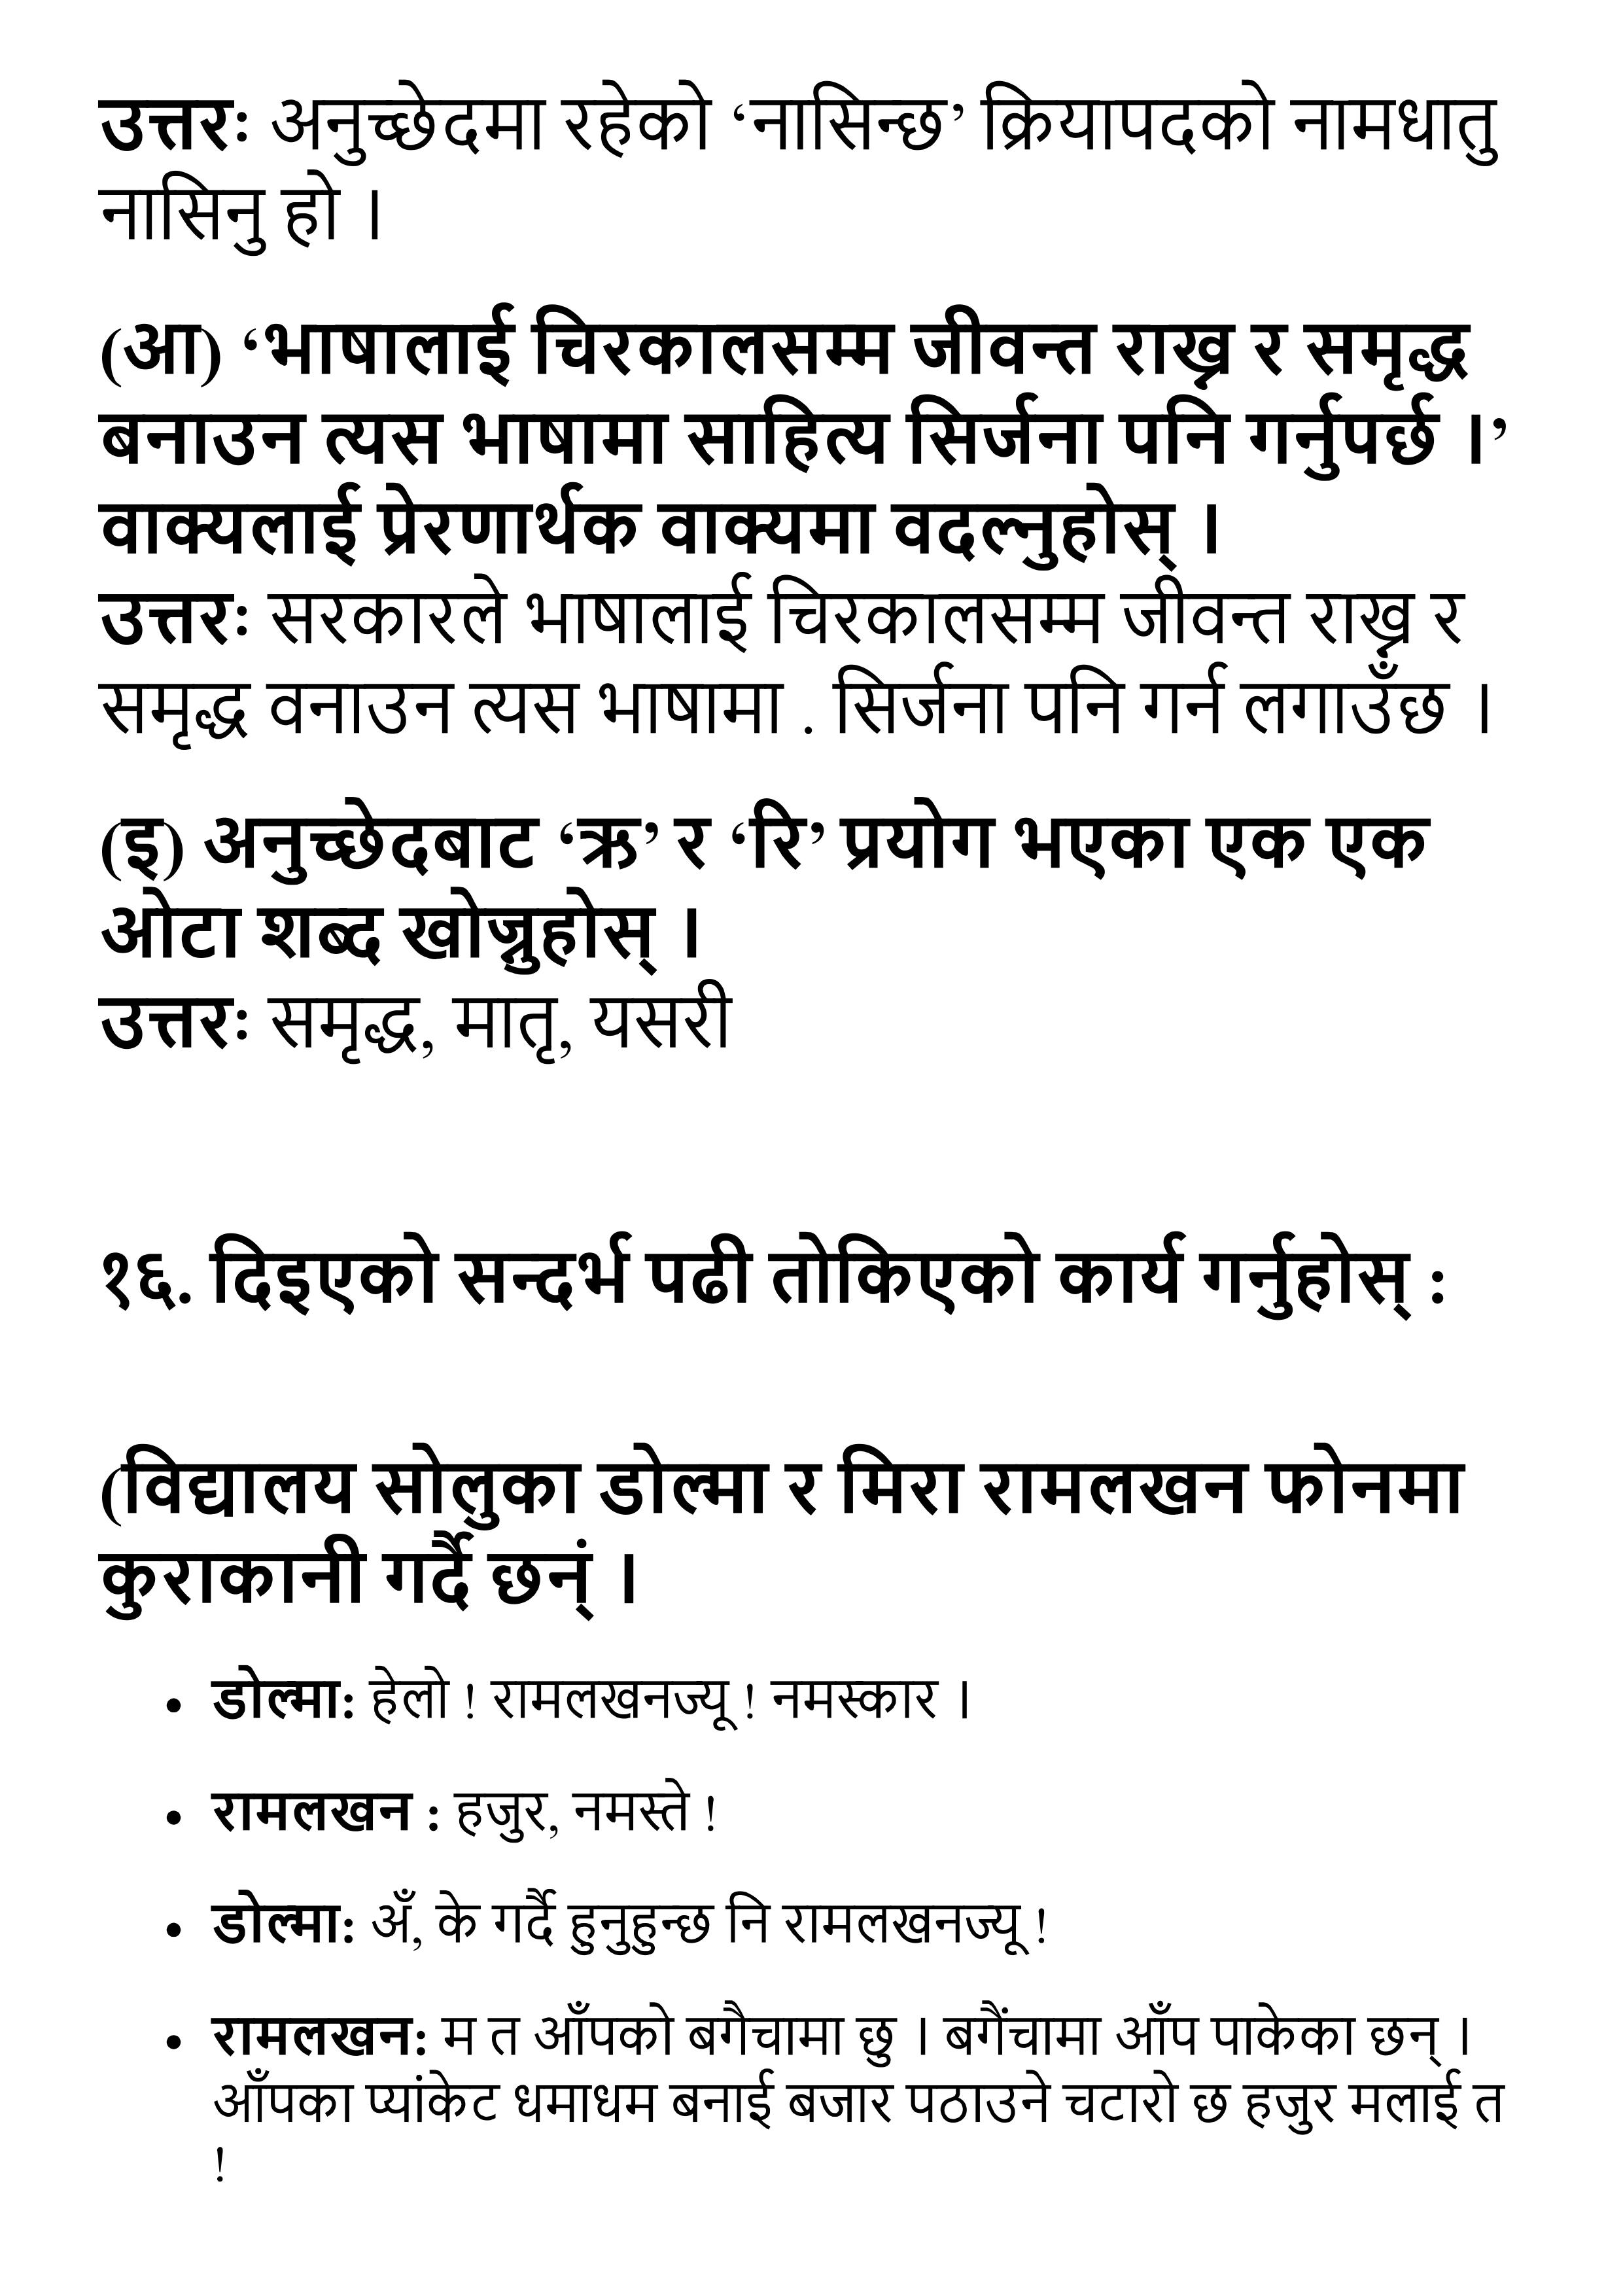 उत्तरः अनुच्छेदमा रहेको ‘नासिन्छ’ क्रियापदको नामधातु
नासिनु हो ।
(आ) ‘भाषालाई चिरकालसम्म जीवन्त राख्न र समृद्ध
बनाउन त्यस भाषामा साहित्य सिर्जना पनि गर्नुपर्छ ।’
वाक्यलाई प्रेरणार्थक वाक्यमा वदल्नुहोस् ।
उत्तरः सरकारले भाषालाई चिरकालसम्म जीवन्त राख्न र
समृद्ध वनाउन त्यस भाषामा . सिर्जना पनि गर्न लगाउँछ ।
(इ) अनुच्छेदबाट ‘ऋ’ र ‘रि’ प्रयोग भएका एक एक
ओटा शब्द खोज्नुहोस् ।
उत्तरः समृद्ध, मातृ, यसरी
१६. दिइएको सन्दर्भ पढी तोकिएको कार्य गर्नुहोस् :
(विद्यालय सोलुका डोल्मा र मिरा रामलखन फोनमा
कुराकानी गर्दै छन्ं ।
• डोल्मा: हेलो ! रामलखनज्यू ! नमस्कार ।
• रामलखन : हजुर, नमस्ते !
• डोल्मा: अँ, के गर्दै हुनुहुन्छ नि रामलखनज्यू !
• रामलखन: म त आँपको बगैचामा छु । बगैंचामा आँप पाकेका छन् ।
आँपका प्यांकेट धमाधम बनाई बजार पठाउने चटारो छ हजुर मलाई त
!